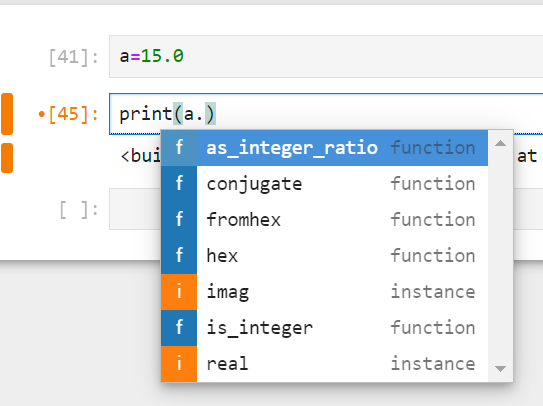 [41]: a=15.0
•[45]: print(a.)
<bui at
f as_integer_ratio function
f conjugate function
f fromhex function
f hex function
i imag instance
f is_integer function
i real instance
[ ]: